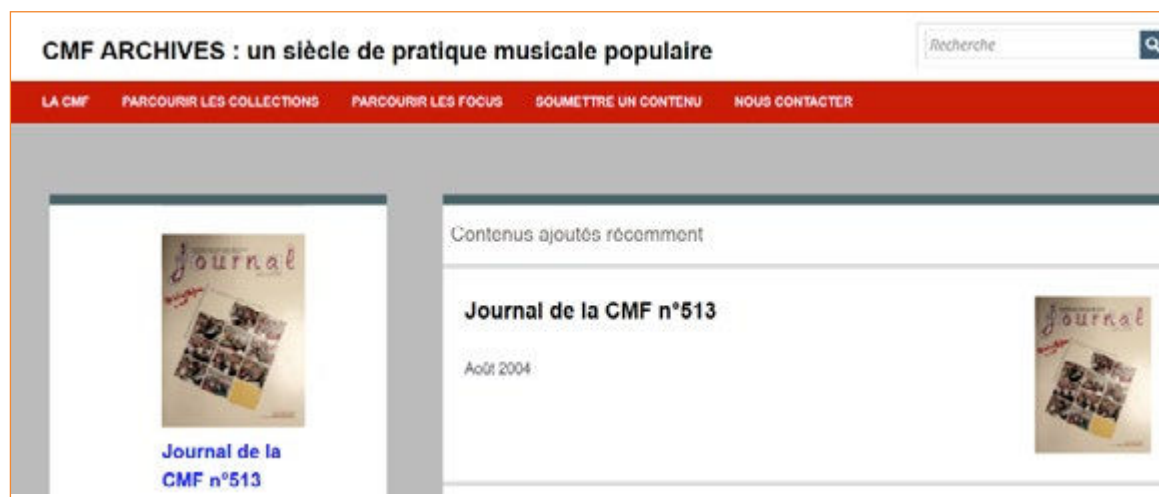 CMF ARCHIVES : un siècle de pratique musicale populaire
Recherche
LA CMF PARCOURIR LES COLLECTIONS PARCOURIR LES FOCUS SOUMETTRE UN CONTENU NOUS CONTACTER
journal
Journal de la
CMF n°513
Contenus ajoutés récemment
Journal de la CMF n°513
Août 2004
journal